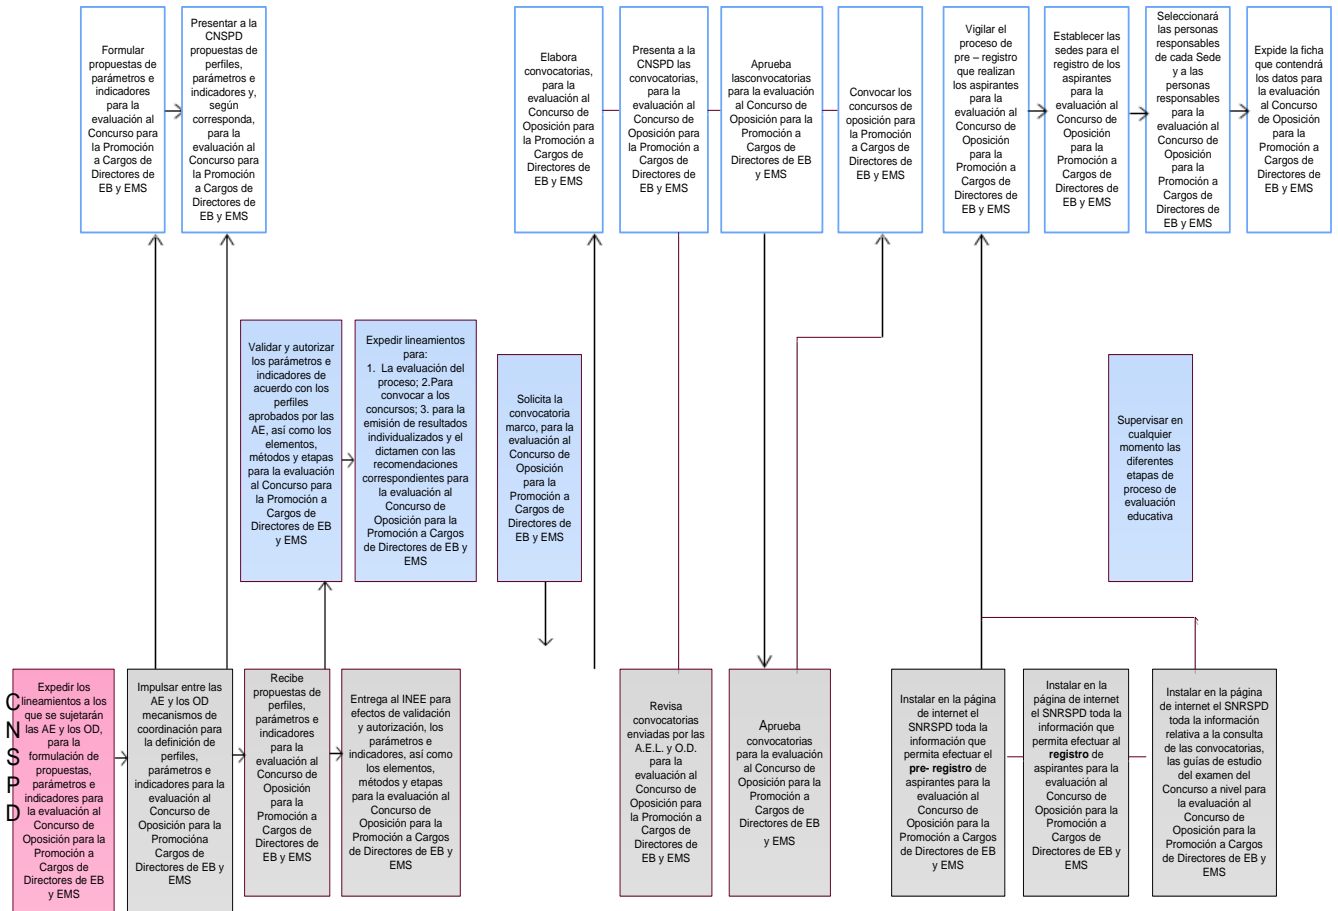 Formular
propuestas de
parámetros e
indicadores
para la
evaluación al
Concurso para
la Promoción
a Cargos de
Directores de
EB y EMS
Presentar a la
CNSPD
propuestas de
perfiles,
parámetros e
indicadores y,
según
corresponda,
para la
evaluación al
Concurso para
la Promoción
a Cargos de
Directores de
EB y EMS
Elabora
convocatorias,
para la
evaluación al
Concurso de
Oposición para
la Promoción a
Cargos de
Directores de
EB y EMS
Presenta a la
CNSPD las
convocatorias,
para la
evaluación al
Concurso de
Oposición para
la Promoción a
Cargos de
Directores de
EB y EMS
Aprueba
lasconvocatorias
para la evaluación
al Concurso de
Oposición para la
Promoción a
Cargos de
Directores de EB
y EMS
Convocar los
concursos de
oposición para
la Promoción
a Cargos de
Directores de
EB y EMS
Vigilar el
proceso de
pre – registro
que realizan
los aspirantes
para la
evaluación al
Concurso de
Oposición
para la
Promoción a
Cargos de
Directores de
EB y EMS
Establecer las
sedes para el
registro de los
aspirantes
para la
evaluación al
Concurso de
Oposición
para la
Promoción a
Cargos de
Directores de
EB y EMS
Seleccionará
las personas
responsables
de cada Sede
y a las
personas
responsables
para la
evaluación al
Concurso de
Oposición
para la
Promoción a
Cargos de
Directores de
EB y EMS
Expide la ficha
que contendrá
los datos para
la evaluación
al Concurso
de Oposición
para la
Promoción a
Cargos de
Directores de
EB y EMS
Validar y autorizar
los parámetros e
indicadores de
acuerdo con los
perfiles
aprobados por las
AE, así como los
elementos,
métodos y etapas
para la evaluación
al Concurso para
la Promoción a
Cargos de
Directores de EB
y EMS
Expedir lineamientos
para:
1. La evaluación del
proceso; 2.Para
convocar a los
concursos; 3. para la
emisión de resultados
individualizados y el
dictamen con las
recomendaciones
correspondientes para
la evaluación al
Concurso de
Oposición para la
Promoción a Cargos
de Directores de EB y
EMS
Solicita la
convocatoria
marco, para la
evaluación al
Concurso de
Oposición
para la
Promoción a
Cargos de
Directores de
EB y EMS
Supervisar en
cualquier
momento las
diferentes
etapas de
proceso de
evaluación
educativa
C
N
S
P
D
Expedir los
lineamientos a los
que se sujetarán
las AE y los OD,
para la
formulación de
propuestas,
parámetros e
indicadores para
la evaluación al
Concurso de
Oposición para la
Promoción a
Cargos de
Directores de EB
y EMS
Impulsar entre las
AE y los OD
mecanismos de
coordinación para
la definición de
perfiles,
parámetros e
indicadores para la
evaluación al
Concurso de
Oposición para la
Promocióna
Cargos de
Directores de EB y
EMS
Recibe
propuestas de
perfiles,
parámetros e
indicadores
para la
evaluación al
Concurso de
Oposición
para la
Promoción a
Cargos de
Directores de
EB y EMS
Entrega al INEE para
efectos de validación
y autorización, los
parámetros e
indicadores, así como
los elementos,
métodos y etapas
para la evaluación al
Concurso de
Oposición para la
Promoción a Cargos
de Directores de EB y
EMS
Revisa
convocatorias
enviadas por las
A.E.L. y O.D.
para la
evaluación al
Concurso de
Oposición para
la Promoción a
Cargos de
Directores de
EB y EMS
Aprueba
convocatorias
para la evaluación
al Concurso de
Oposición para la
Promoción a
Cargos de
Directores de EB
y EMS
Instalar en la página
de internet el
SNRSPD toda la
información que
permita efectuar el
pre- registro de
aspirantes para la
evaluación al
Concurso de
Oposición para la
Promoción a Cargos
de Directores de EB y
EMS
Instalar en la
página de internet
el SNRSPD toda la
información que
permita efectuar al
registro de
aspirantes para la
evaluación al
Concurso de
Oposición para la
Promoción a
Cargos de
Directores de EB y
EMS
Instalar en la página
de internet el SNRSPD
toda la información
relativa a la consulta
de las convocatorias,
las guías de estudio
del examen del
Concurso a nivel para
la evaluación al
Concurso de
Oposición para la
Promoción a Cargos
de Directores de EB y
EMS